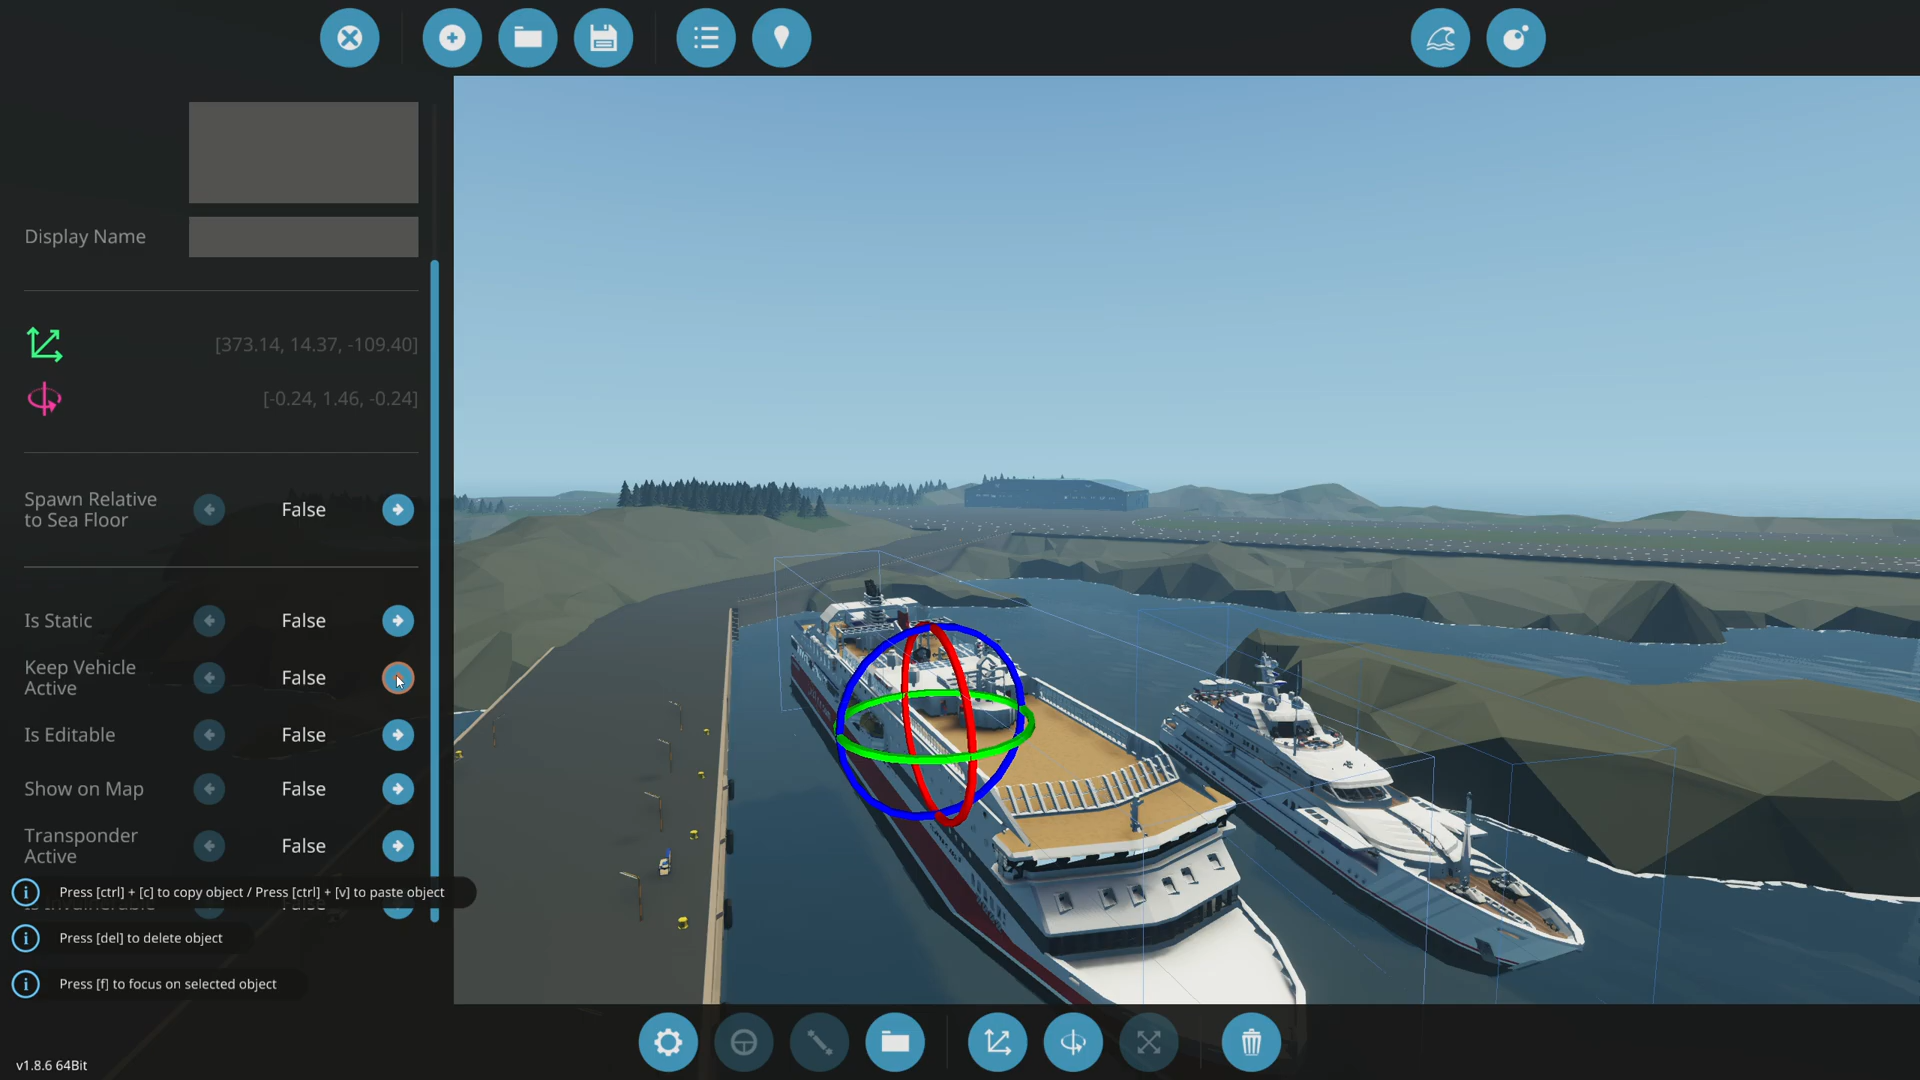 Display Name
[373.14, 14.37, -109.40]
[-0.24, 1.46, -0.24]
Spawn Relative
to Sea Floor
False
Is Static
False
Keep Vehicle
Active
False
Is Editable
False
Show on Map
False
Transponder
Active
False
Press [ctrl] + [c] to copy object / Press [ctrl] + [v] to paste object
Press [del] to delete object
Press [f] to focus on selected object
v1.8.6 64Bit